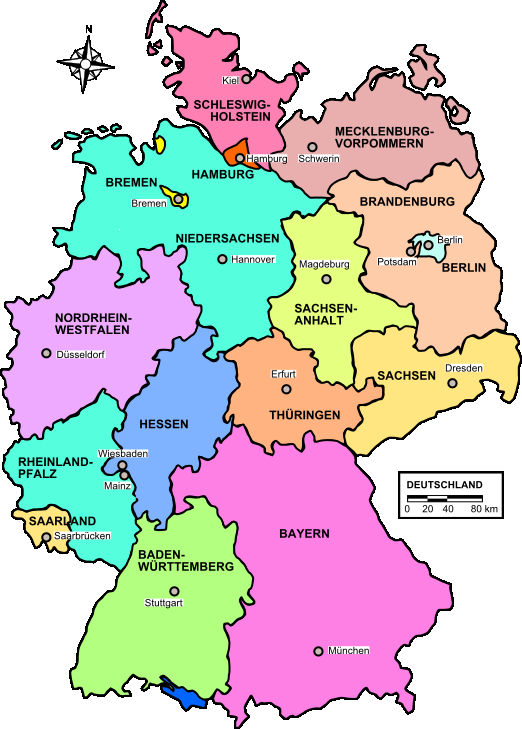 N
Kiel
SCHLESWIG-
HOLSTEIN
MECKLENBURG-
VORPOMMERN
Hamburg
Schwerin
HAMBURG
BREMEN
Bremen
BRANDENBURG
NIEDERSACHSEN
Berlin
Hannover
Magdeburg
Potsdam
BERLIN
SACHSEN-
ANHALT
NORDRHEIN-
WESTFALEN
Düsseldorf
Erfurt
SACHSEN
Dresden
THÜRINGEN
HESSEN
Wiesbaden
RHEINLAND-
PFALZ
Mainz
DEUTSCHLAND
0 20 40 80 km
SAARLAND
Saarbrücken
BAYERN
BADEN-
WÜRTTEMBERG
Stuttgart
München